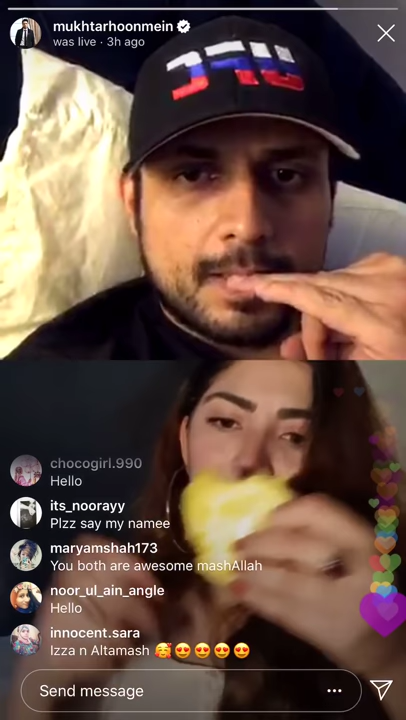 mukhtarhoonmein
was live · 3h ago
chocogirl.990
Hello
its_noorayy
Plzz say my namee
maryamshah173
You both are awesome mashAllah
noor_ul_ain_angle
Hello
innocent.sara
Izza n Altamash 🥰😍😍😍😍
Send message